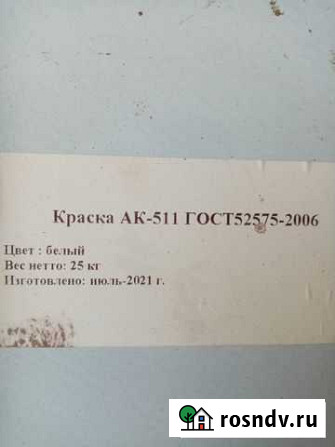 Краска АК-511 ГОСТ52575-2006
Цвет : белый
Вес нетто: 25 кг
Изготовлено: июль-2021 г.
rosndv.ru